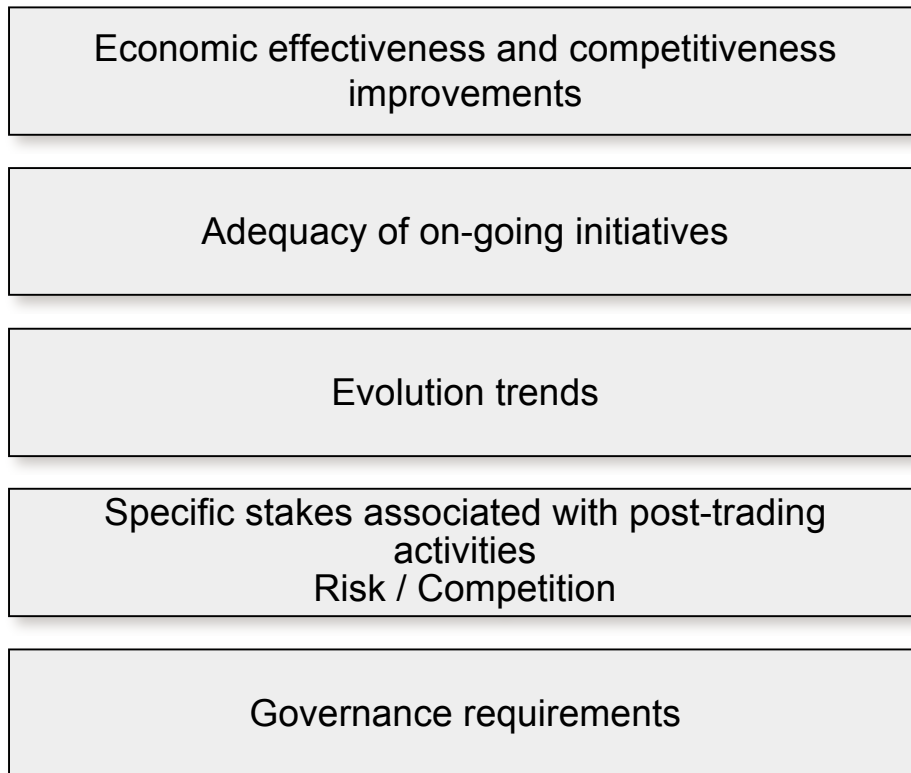 Economic effectiveness and competitiveness
improvements
Adequacy of on-going initiatives
Evolution trends
Specific stakes associated with post-trading
activities
Risk / Competition
Governance requirements